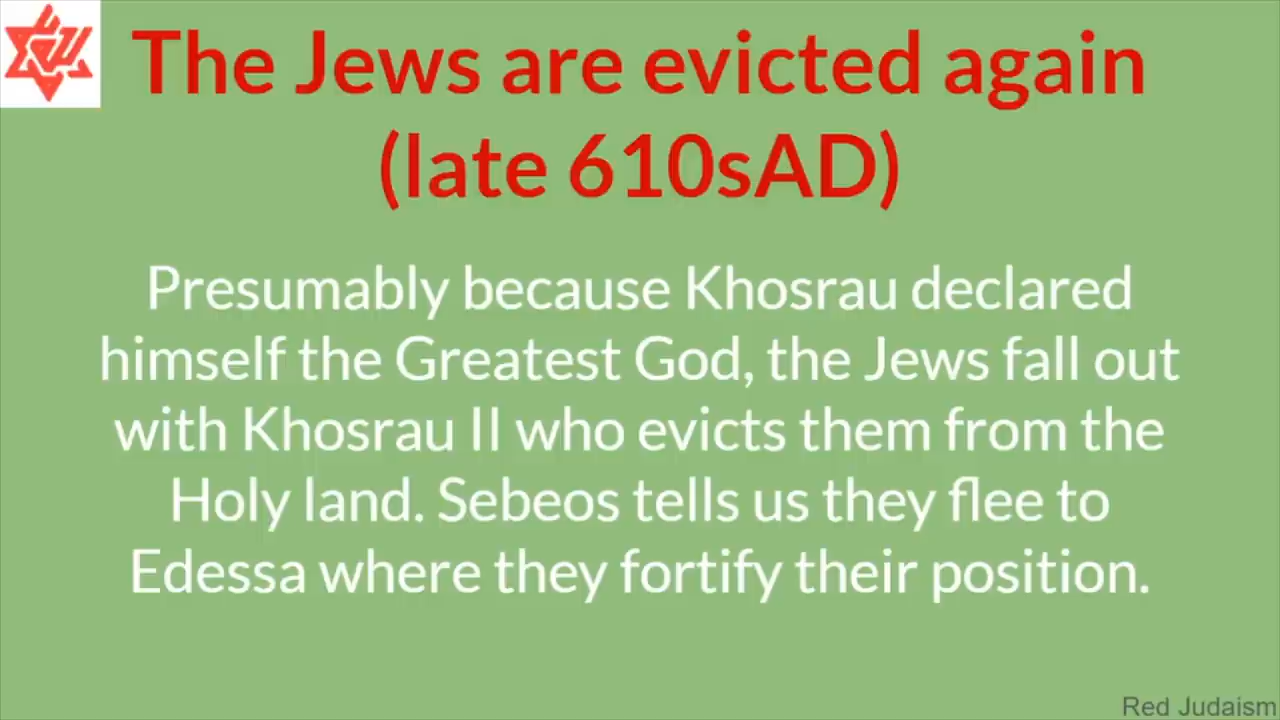 The Jews are evicted again
(late 610sAD)
Presumably because Khosrau declared
himself the Greatest God, the Jews fall out
with Khosrau II who evicts them from the
Holy land. Sebeos tells us they flee to
Edessa where they fortify their position.
Red Judaism